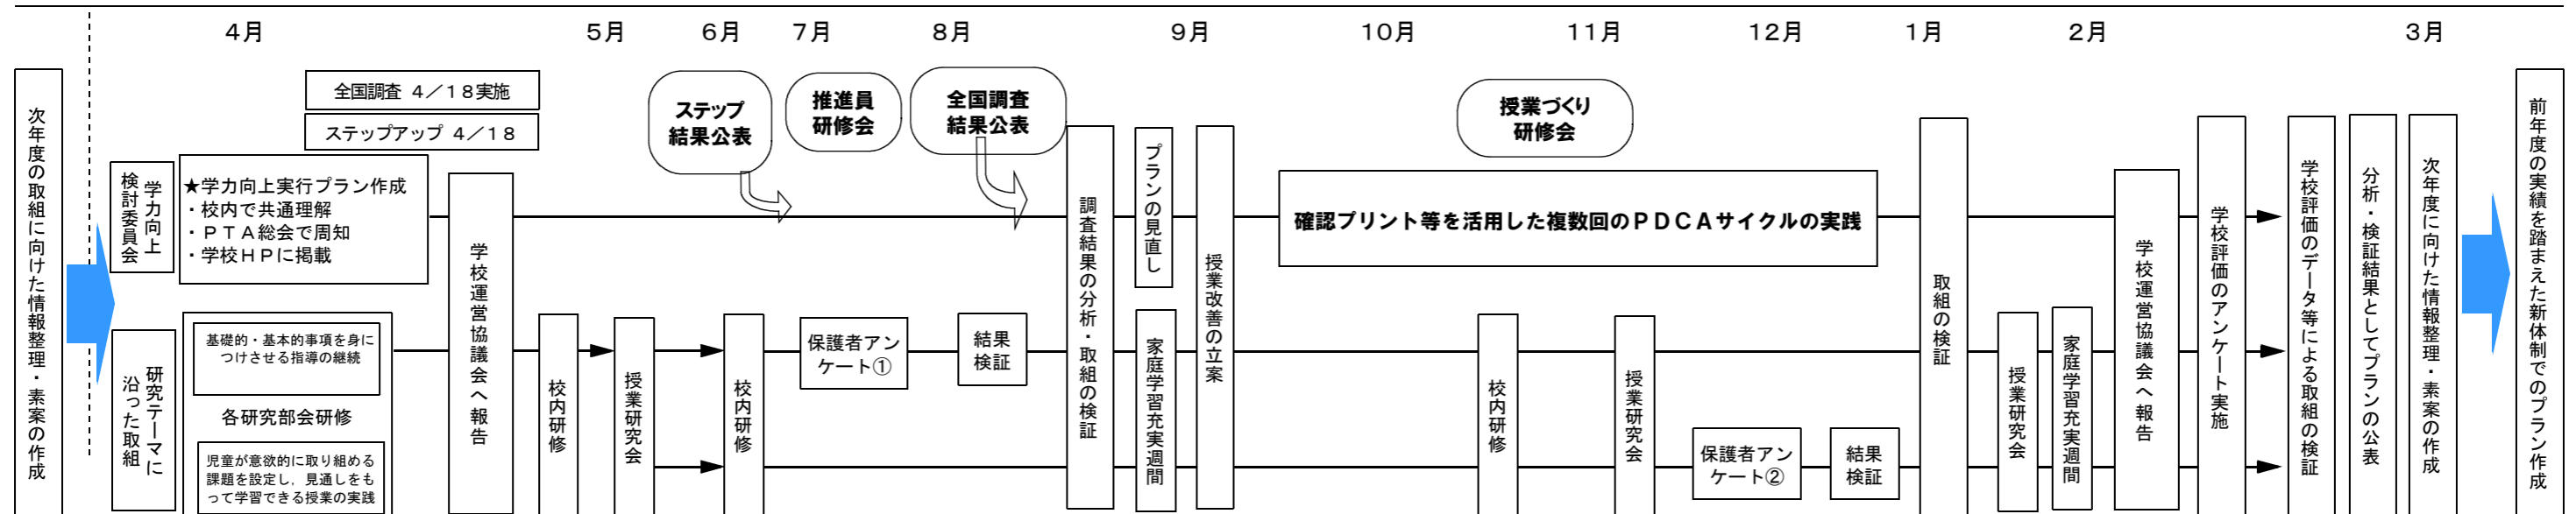 4月
5月
6月
7月
8月
9月
10月
11月
12月
1月
2月
3月
次年度の取組に向けた情報整理・素案の作成
全国調査 4／18実施
ステップアップ 4／18
学力向上
検討委員会
★学力向上実行プラン作成
・校内で共通理解
・ＰＴＡ総会で周知
・学校ＨＰに掲載
研究テーマに
沿った取組
基礎的・基本的事項を身に
つけさせる指導の継続
各研究部会研修
児童が意欲的に取り組める
課題を設定し，見通しをも
って学習できる授業の実践
学校運営協議会へ報告
校内研修
授業研究会
ステップ
結果公表
校内研修
推進員
研修会
保護者アン
ケート①
全国調査
結果公表
結果
検証
調査結果の分析・取組の検証
プランの見直し
家庭学習充実週間
授業改善の立案
授業づくり
研修会
確認プリント等を活用した複数回のＰＤＣＡサイクルの実践
校内研修
授業研究会
保護者アン
ケート②
結果
検証
取組の検証
授業研究会
家庭学習充実週間
学校運営協議会へ報告
学校評価のアンケート実施
学校評価のデータ等による取組の検証
分析・検証結果としてプランの公表
次年度に向けた情報整理・素案の作成
前年度の実績を踏まえた新体制でのプラン作成